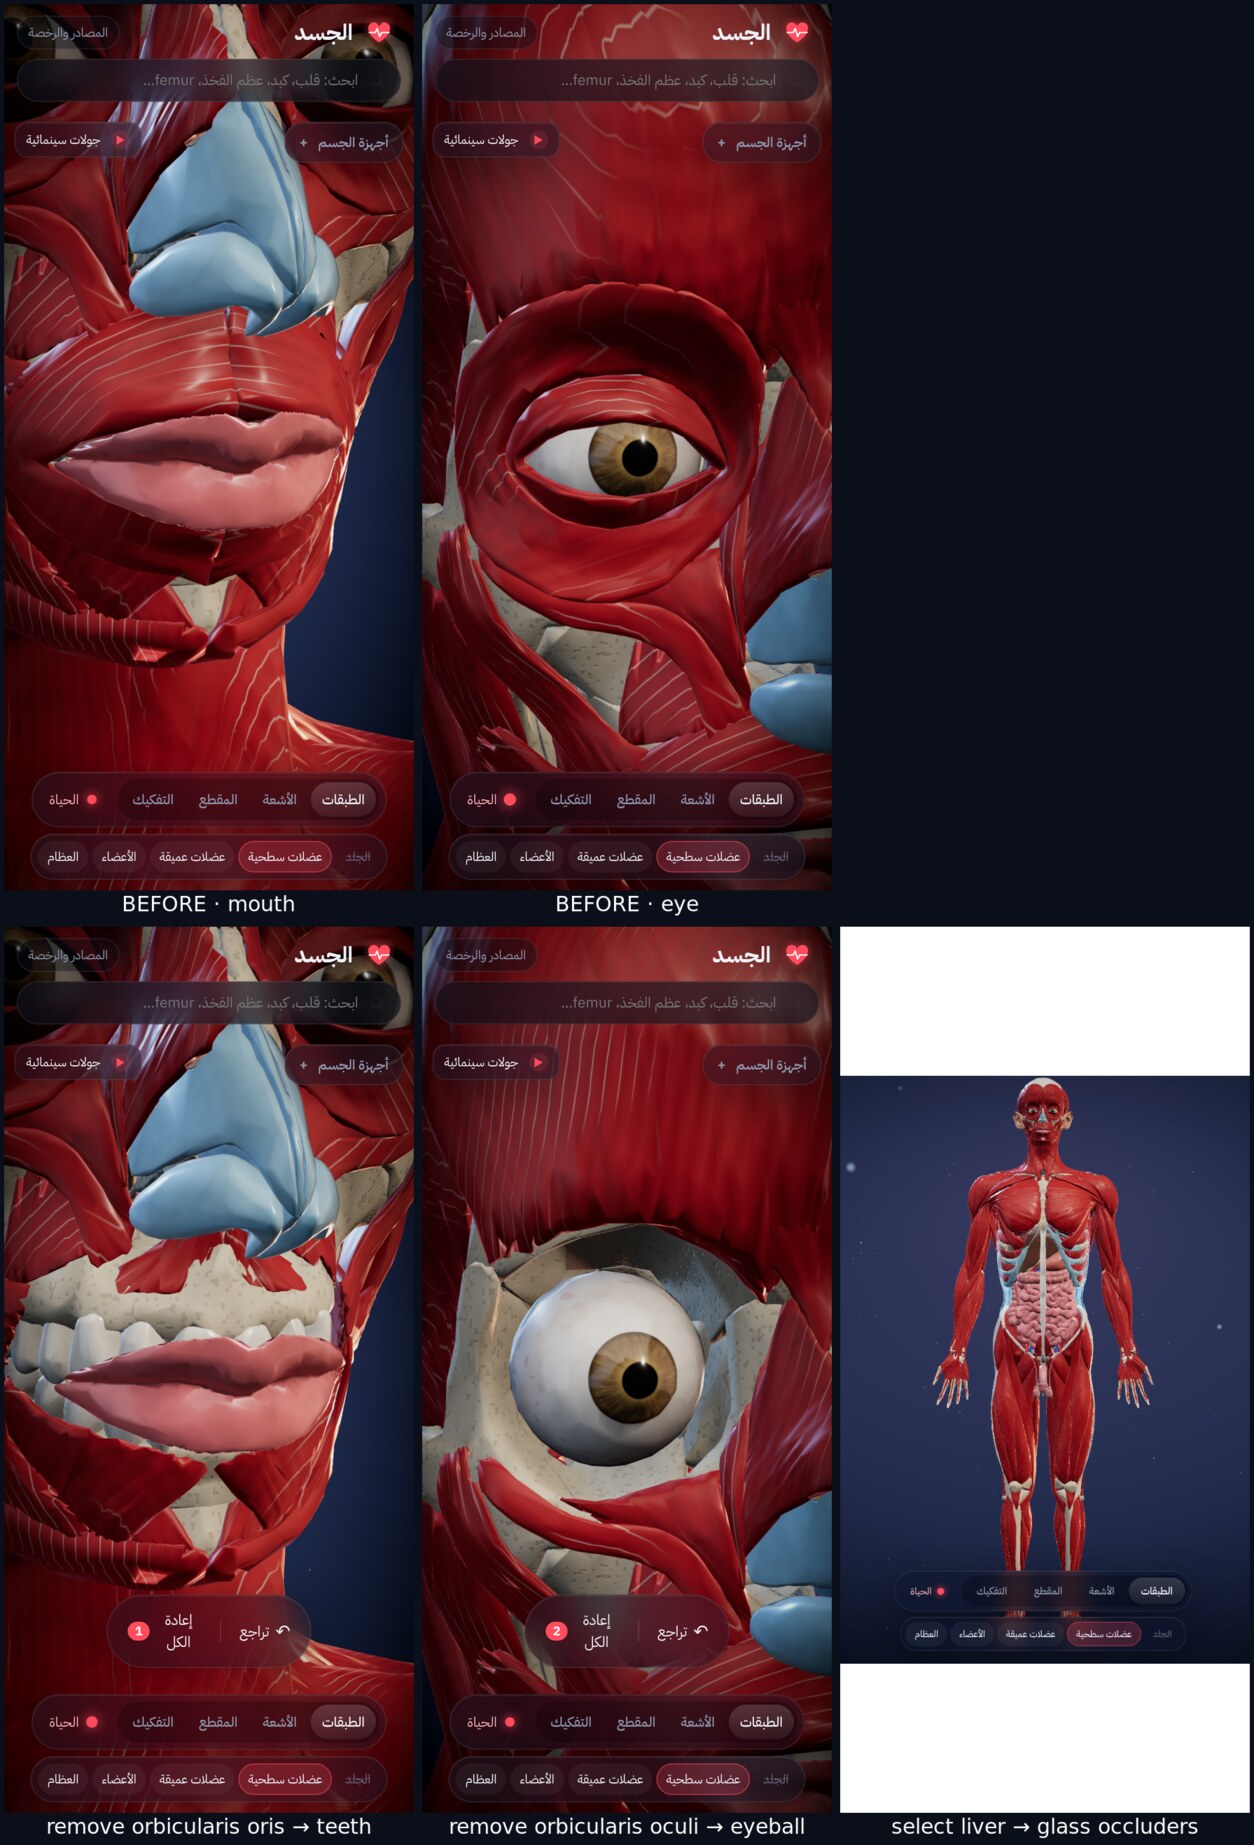 الجسد
المصادر والرخصة
ابحث: قلب، كبد، عظم الفخذ، femur...
أجهزة الجسم +
جولات سينمائية
الطبقات
الأشعة
المقطع
التفكيك
الحياة
الجلد
عضلات سطحية
عضلات عميقة
الأعضاء
العظام
BEFORE · mouth
الجسد
المصادر والرخصة
ابحث: قلب، كبد، عظم الفخذ، femur...
أجهزة الجسم +
جولات سينمائية
الطبقات
الأشعة
المقطع
التفكيك
الحياة
الجلد
عضلات سطحية
عضلات عميقة
الأعضاء
العظام
BEFORE · eye
الجسد
المصادر والرخصة
ابحث: قلب، كبد، عظم الفخذ، femur...
أجهزة الجسم +
جولات سينمائية
↶ تراجع
إعادة
الكل
1
الطبقات
الأشعة
المقطع
التفكيك
الحياة
الجلد
عضلات سطحية
عضلات عميقة
الأعضاء
العظام
remove orbicularis oris → teeth
الجسد
المصادر والرخصة
ابحث: قلب، كبد، عظم الفخذ، femur...
أجهزة الجسم +
جولات سينمائية
↶ تراجع
إعادة
الكل
2
الطبقات
الأشعة
المقطع
التفكيك
الحياة
الجلد
عضلات سطحية
عضلات عميقة
الأعضاء
العظام
remove orbicularis oculi → eyeball
الطبقات
الأشعة
المقطع
التفكيك
الحياة
الجلد
عضلات سطحية
عضلات عميقة
الأعضاء
العظام
select liver → glass occluders